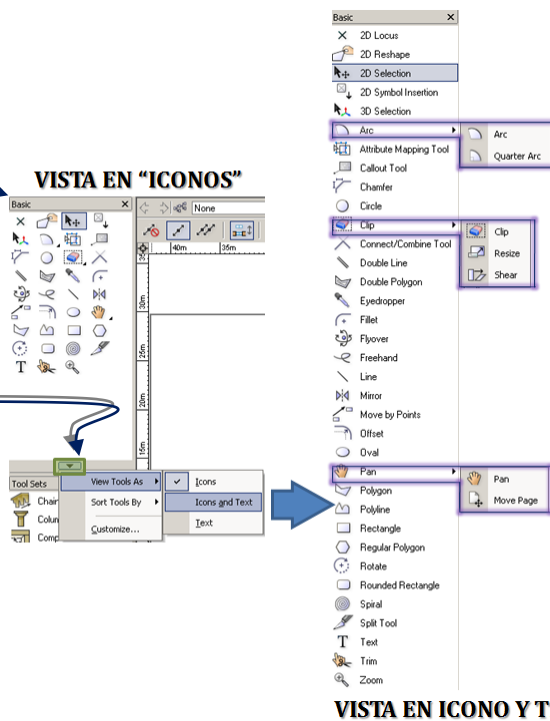 VISTA EN “ICONOS”
Basic
None
40m
35m
35
30m
25m
20m
15m
Tool Sets
Chair
Colun
Comp
View Tools As
Sort Tools By
Customize...
Icons
Icons and Text
Text
Basic
2D Locus
2D Reshape
2D Selection
2D Symbol Insertion
3D Selection
Arc
Attribute Mapping Tool
Callout Tool
Chamfer
Circle
Clip
Connect/Combine Tool
Double Line
Double Polygon
Eyedropper
Fillet
Flyover
Freehand
Line
Mirror
Move by Points
Offset
Oval
Pan
Polygon
Polyline
Rectangle
Regular Polygon
Rotate
Rounded Rectangle
Spiral
Split Tool
Text
Trim
Zoom
Arc
Quarter Arc
Clip
Resize
Shear
Pan
Move Page
VISTA EN ICONO Y T